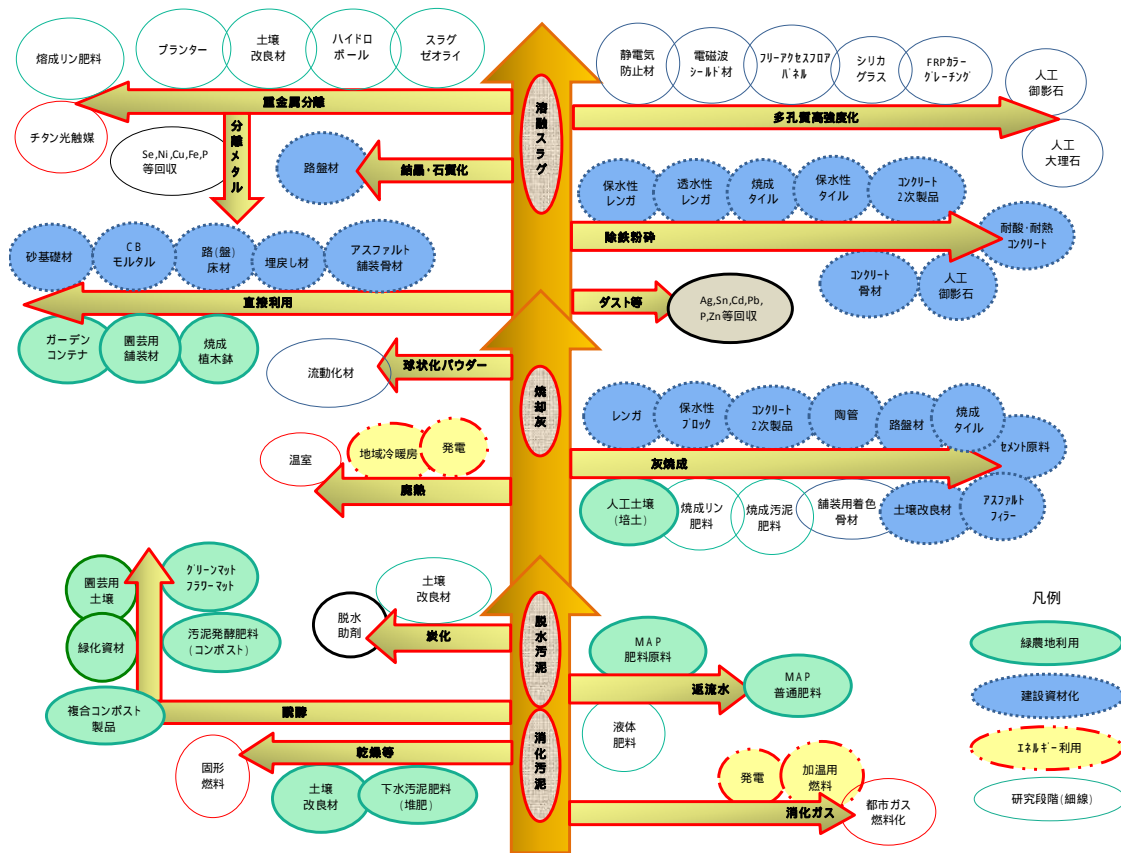 熔成リン肥料
プランター
土壌
改良材
ハイドロ
ボール
スラグ
ゼオライ
静電気
防止材
電磁波
シールド材
フリーアクセスフロア
パネル
シリカ
グラス
FRPカラー
グレーチング
人工
御影石
人工
大理石
重金属分離
多孔質高強度化
溶融スラグ
チタン光触媒
Se,Ni,Cu,Fe,P
等回収
分離メタル
路盤材
結晶・石質化
保水性
レンガ
透水性
レンガ
焼成
タイル
保水性
タイル
コンクリート
2次製品
耐酸・耐熱
コンクリート
除鉄粉砕
コンクリート
骨材
人工
御影石
砂基礎材
CB
モルタル
路(盤)
床材
埋戻し材
アスファルト
舗装骨材
直接利用
ダスト等
Ag,Sn,Cd,Pb,
P,Zn等回収
ガーデン
コンテナ
園芸用
舗装材
焼成
植木鉢
流動化材
球状化パウダー
焼却灰
レンガ
保水性
ブロック
コンクリート
2次製品
陶管
路盤材
焼成
タイル
セメント原料
灰焼成
温室
地域冷暖房
発電
廃熱
人工土壌
(培土)
焼成リン
肥料
焼成汚泥
肥料
舗装用着色
骨材
土壌改良材
アスファルト
フィラー
園芸用
土壌
グリーンマット
フラワーマット
緑化資材
汚泥発酵肥料
(コンポスト)
土壌
改良材
脱水
助剤
炭化
脱水汚泥
MAP
肥料原料
MAP
普通肥料
返流水
液体
肥料
複合コンポスト
製品
醗酵
乾燥等
消化汚泥
固形
燃料
土壌
改良材
下水汚泥肥料
(堆肥)
発電
加温用
燃料
消化ガス
都市ガス
燃料化
凡例
緑農地利用
建設資材化
エネルギー利用
研究段階(細線)